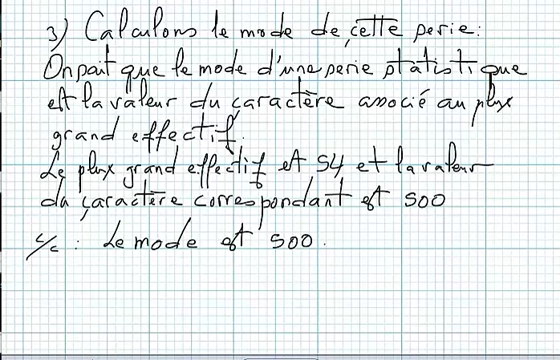 3) Calculons le mode de cette serie:
On sait que le mode d'une serie statistique
est la valeur du caractère associé au plus
grand effectif.
Le plus grand effectif est 54 et la valeur
du caractère correspondant est 500
c/c : Le mode est 500.